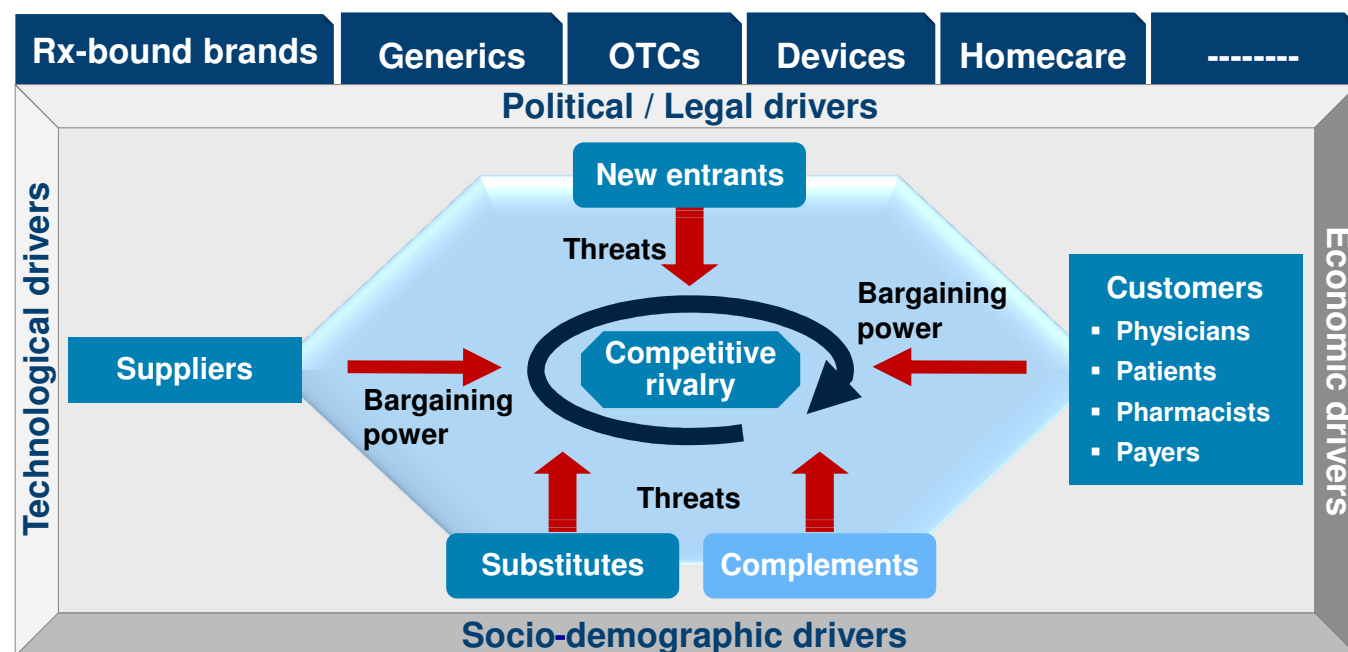 Rx-bound brands
Generics
OTCs
Devices
Homecare
--------
Political / Legal drivers
Technological drivers
Economic drivers
New entrants
Threats
Bargaining
power
Customers
▪ Physicians
▪ Patients
▪ Pharmacists
▪ Payers
Suppliers
Competitive
rivalry
Bargaining
power
Threats
Substitutes
Complements
Socio-demographic drivers